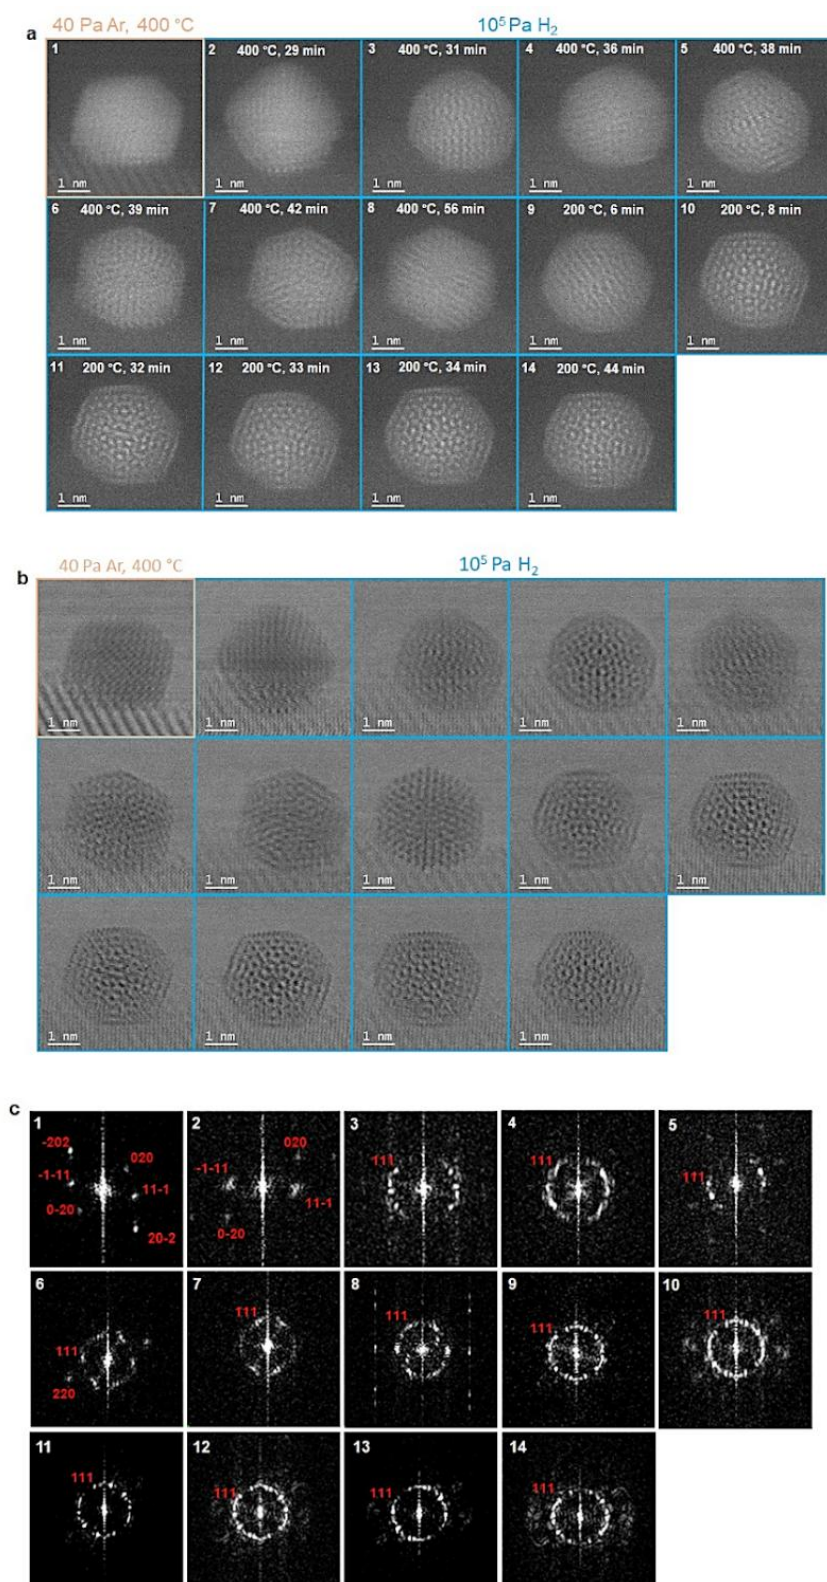 40 Pa Ar, 400 °C
10⁵ Pa H₂
a
1
2 400 °C, 29 min
3 400 °C, 31 min
4 400 °C, 36 min
5 400 °C, 38 min
1 nm
1 nm
1 nm
1 nm
1 nm
6 400 °C, 39 min
7 400 °C, 42 min
8 400 °C, 56 min
9 200 °C, 6 min
10 200 °C, 8 min
1 nm
1 nm
1 nm
1 nm
1 nm
11 200 °C, 32 min
12 200 °C, 33 min
13 200 °C, 34 min
14 200 °C, 44 min
1 nm
1 nm
1 nm
1 nm
b
40 Pa Ar, 400 °C
10⁵ Pa H₂
1 nm
1 nm
1 nm
1 nm
1 nm
1 nm
1 nm
1 nm
1 nm
1 nm
1 nm
1 nm
1 nm
1 nm
c
1
-202
020
-1-11
11-1
0-20
20-2
2
020
-1-11
11-1
0-20
3
111
4
111
5
111
6
111
220
7
111
8
111
9
111
10
111
11
111
12
111
13
111
14
111